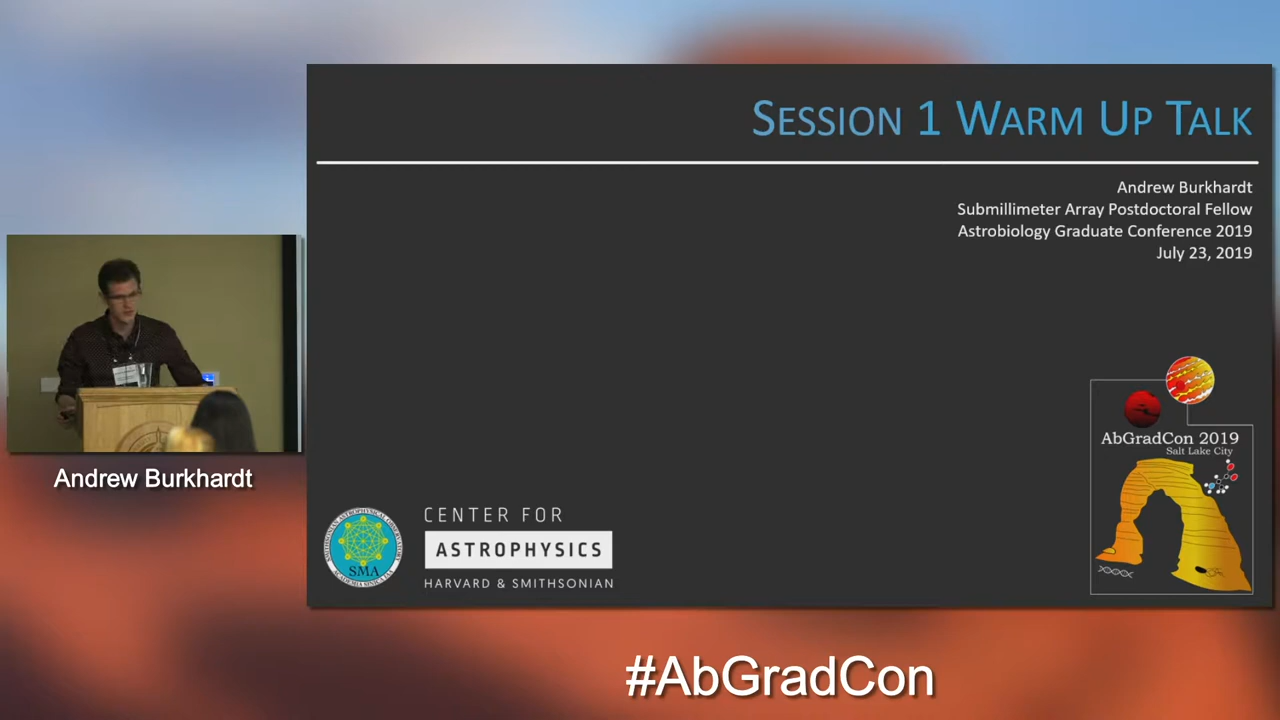 SESSION 1 WARM UP TALK
Andrew Burkhardt
Submillimeter Array Postdoctoral Fellow
Astrobiology Graduate Conference 2019
July 23, 2019
AbGradCon 2019
Salt Lake City
Andrew Burkhardt
SMA
CENTER FOR
ASTROPHYSICS
HARVARD & SMITHSONIAN
#AbGradCon